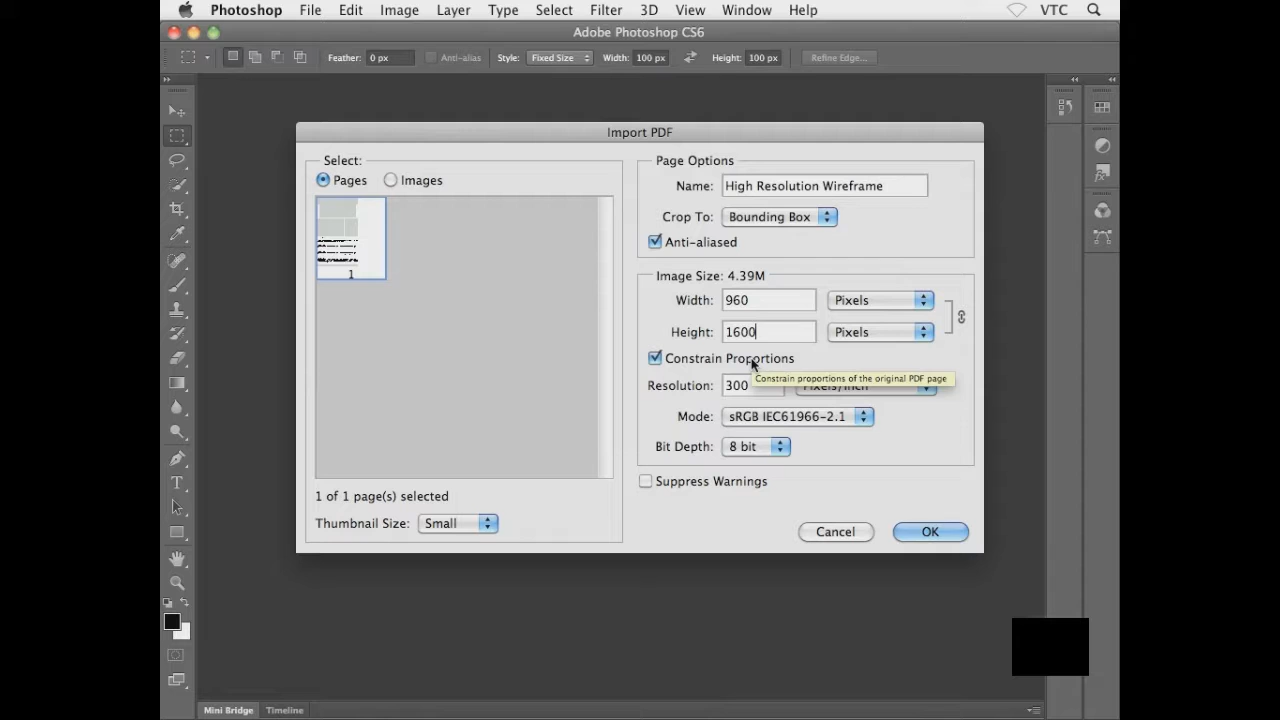 Photoshop File Edit Image Layer Type Select Filter 3D View Window Help VTC
Adobe Photoshop CS6
Feather: 0 px Anti-alias Style: Fixed Size Width: 100 px Height: 100 px Refine Edge...
Import PDF
Select:
Pages Images
1
1 of 1 page(s) selected
Thumbnail Size: Small
Page Options
Name: High Resolution Wireframe
Crop To: Bounding Box
Anti-aliased
Image Size: 4.39M
Width: 960 Pixels
Height: 1600 Pixels
Constrain Proportions
Constrain proportions of the original PDF page
Resolution: 300 Pixels/Inch
Mode: sRGB IEC61966-2.1
Bit Depth: 8 bit
Suppress Warnings
Cancel OK
Mini Bridge Timeline